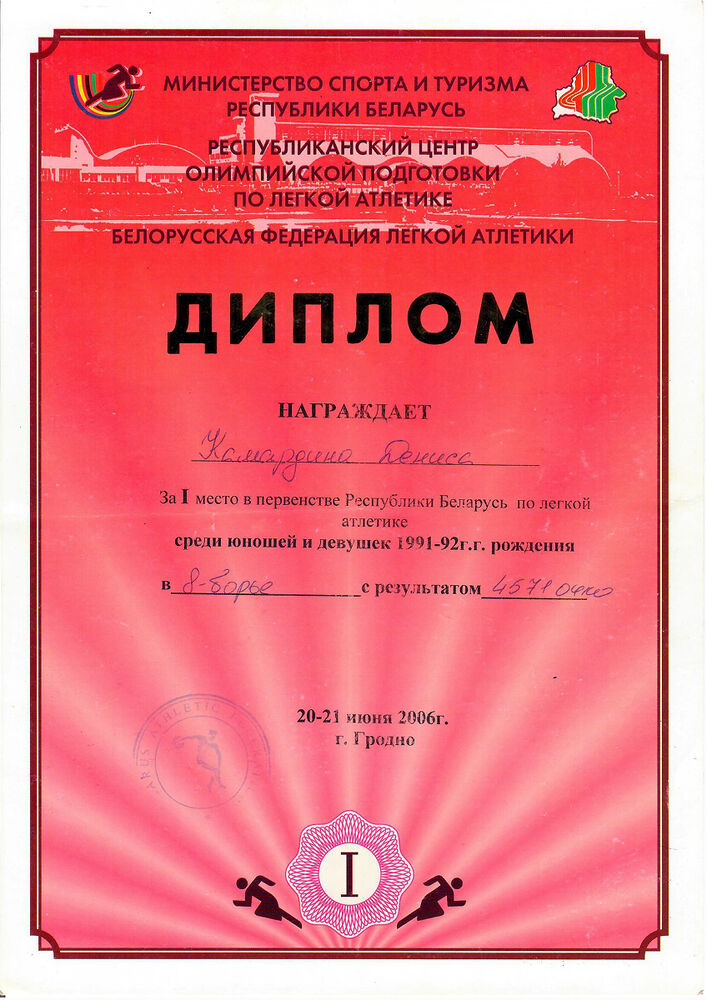 МИНИСТЕРСТВО СПОРТА И ТУРИЗМА
РЕСПУБЛИКИ БЕЛАРУСЬ
РЕСПУБЛИКАНСКИЙ ЦЕНТР
ОЛИМПИЙСКОЙ ПОДГОТОВКИ
ПО ЛЕГКОЙ АТЛЕТИКЕ
БЕЛОРУССКАЯ ФЕДЕРАЦИЯ ЛЕГКОЙ АТЛЕТИКИ
ДИПЛОМ
НАГРАЖДАЕТ
Камардина Дениса
За I место в первенстве Республики Беларусь по легкой
атлетике
среди юношей и девушек 1991-92г.г. рождения
в 8-борье с результатом 4571 очко
20-21 июня 2006г.
г. Гродно
ATHLETIC
I